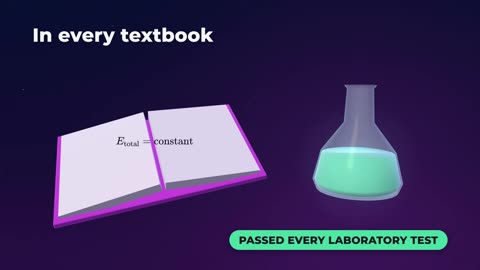 In every textbook
E_total = constant
PASSED EVERY LABORATORY TEST